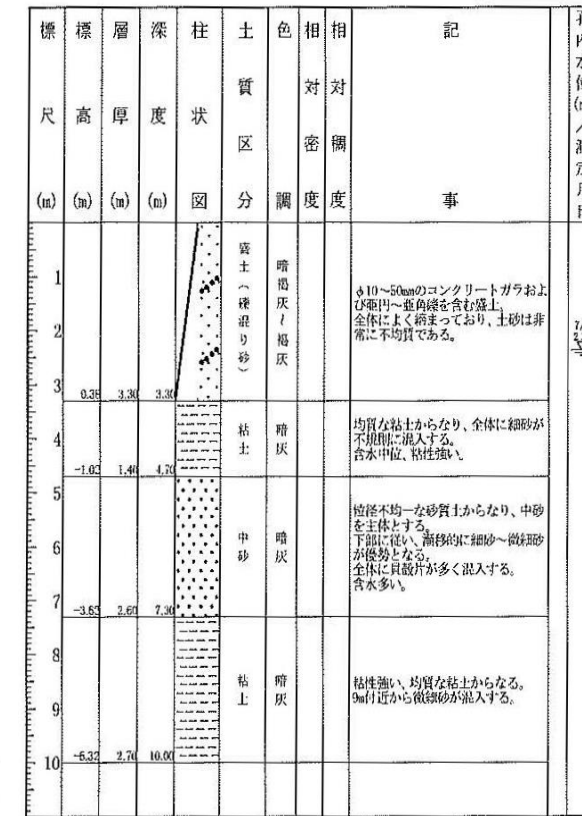 標尺(m)
標高(m)
層厚(m)
深度(m)
柱状図
土質区分
色調
相対密度
相対稠度
記事
孔内水位(m)
1
2
3
4
5
6
7
8
9
10
0.38 3.30 3.30
盛土(礫混り砂)
暗褐灰~褐灰
φ10~50mmのコンクリートガラおよ
び亜円~亜角礫を含む盛土。
全体によく締まっており、土砂は非
常に不均質である。
-1.03 1.40 4.70
粘土
暗灰
均質な粘土からなり、全体に細砂が
不規則に混入する。
含水中位、粘性強い。
-3.63 2.60 7.30
中砂
暗灰
粒径不均一な砂質土からなり、中砂
を主体とする。
下部に従い、漸移的に細砂~微細砂
が優勢となる。
全体に貝殻片が多く混入する。
含水多い。
2.70 10.00
粘土
暗灰
粘性強い、均質な粘土からなる。
9m付近から微細砂が混入する。